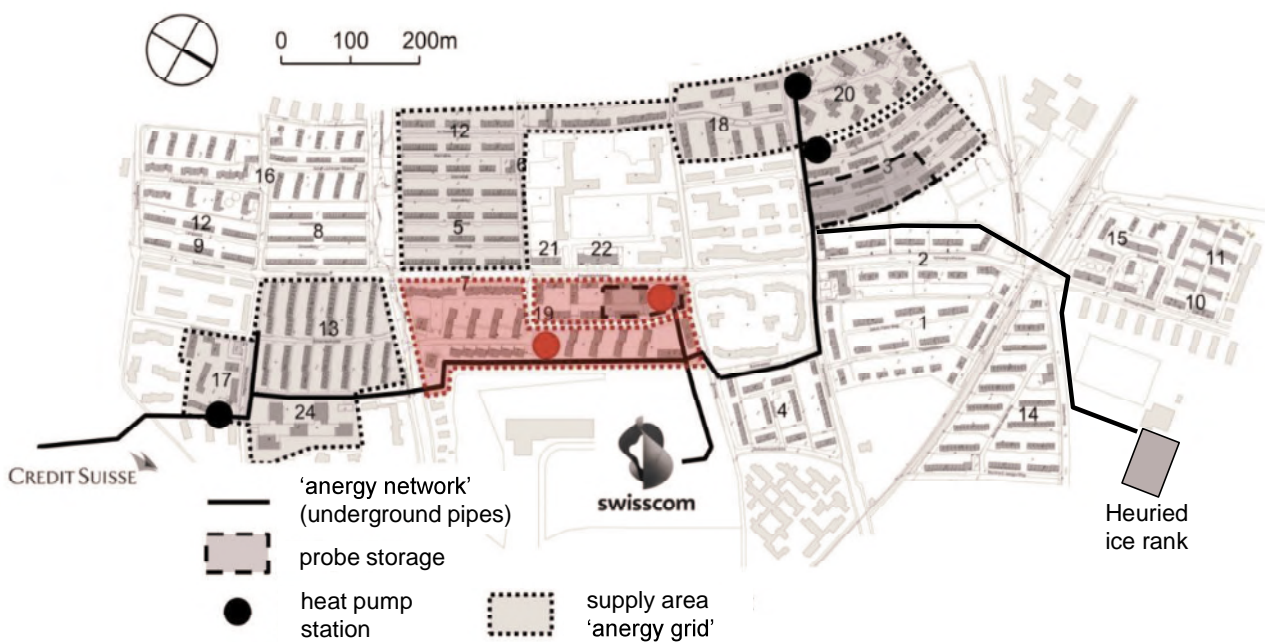 0 100 200m
12
18
20
6
3
16
12
9
8
5
21
22
2
15
11
10
7
19
1
13
17
24
4
14
CREDIT SUISSE
swisscom
Heuried
ice rank
‘anergy network’
(underground pipes)
probe storage
heat pump
station
supply area
‘anergy grid’